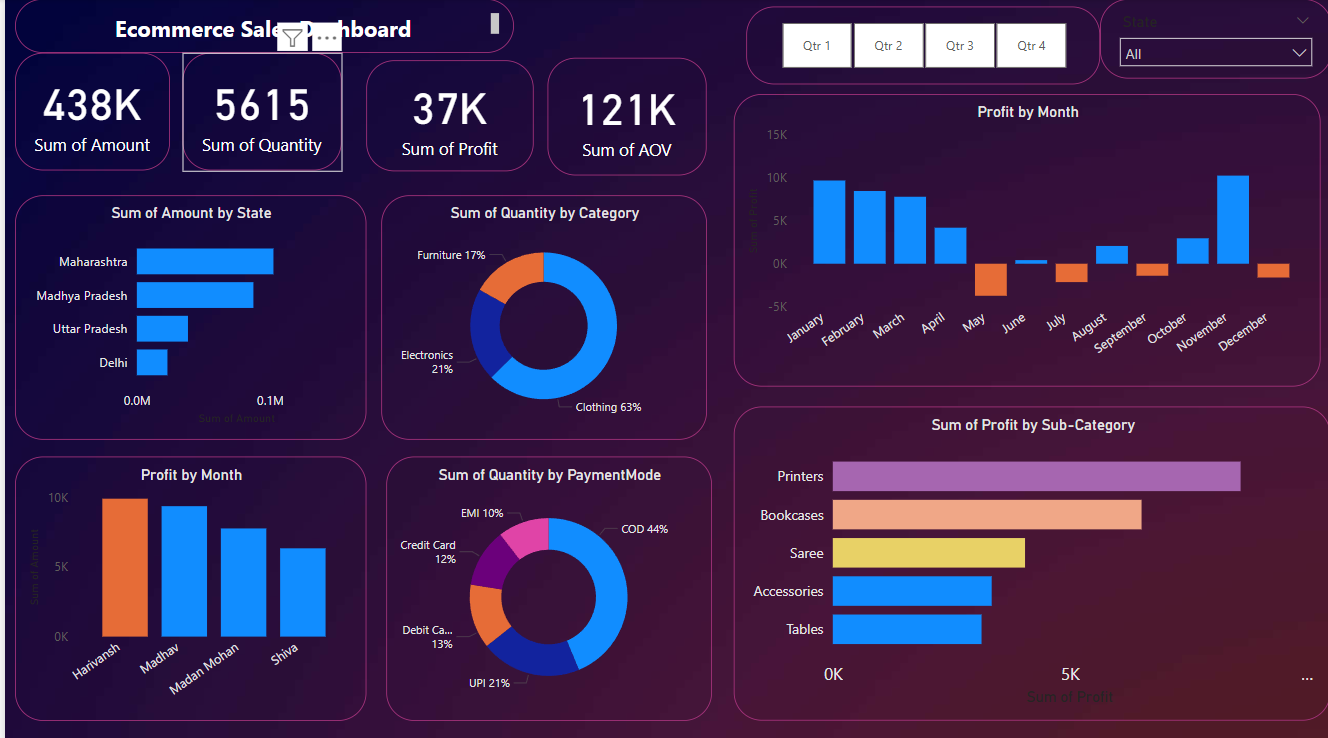 Ecommerce Sales Dashboard
438K
Sum of Amount
5615
Sum of Quantity
37K
Sum of Profit
121K
Sum of AOV
Qtr 1
Qtr 2
Qtr 3
Qtr 4
State
All
Sum of Amount by State
Maharashtra
Madhya Pradesh
Uttar Pradesh
Delhi
0.0M
0.1M
Sum of Amount
Sum of Quantity by Category
Furniture 17%
Electronics
21%
Clothing 63%
Profit by Month
15K
10K
5K
0K
-5K
Sum of Profit
January
February
March
April
May
June
July
August
September
October
November
December
Profit by Month
10K
5K
0K
Sum of Amount
Harivansh
Madhav
Madan Mohan
Shiva
Sum of Quantity by PaymentMode
EMI 10%
COD 44%
Credit Card
12%
Debit Ca...
13%
UPI 21%
Sum of Profit by Sub-Category
Printers
Bookcases
Saree
Accessories
Tables
0K
5K
...
Sum of Profit